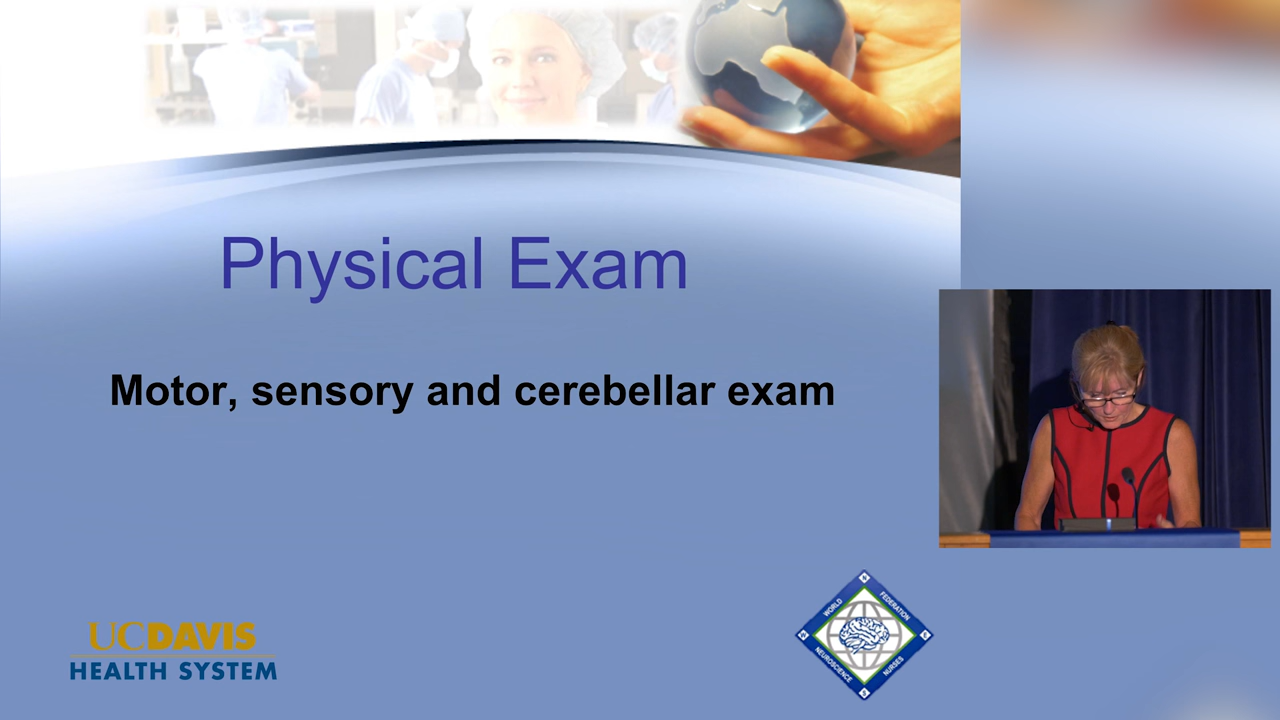 Physical Exam
Motor, sensory and cerebellar exam
UCDAVIS
HEALTH SYSTEM
N
WORLD
FEDERATION
W
E
NEUROSCIENCE
NURSES
S